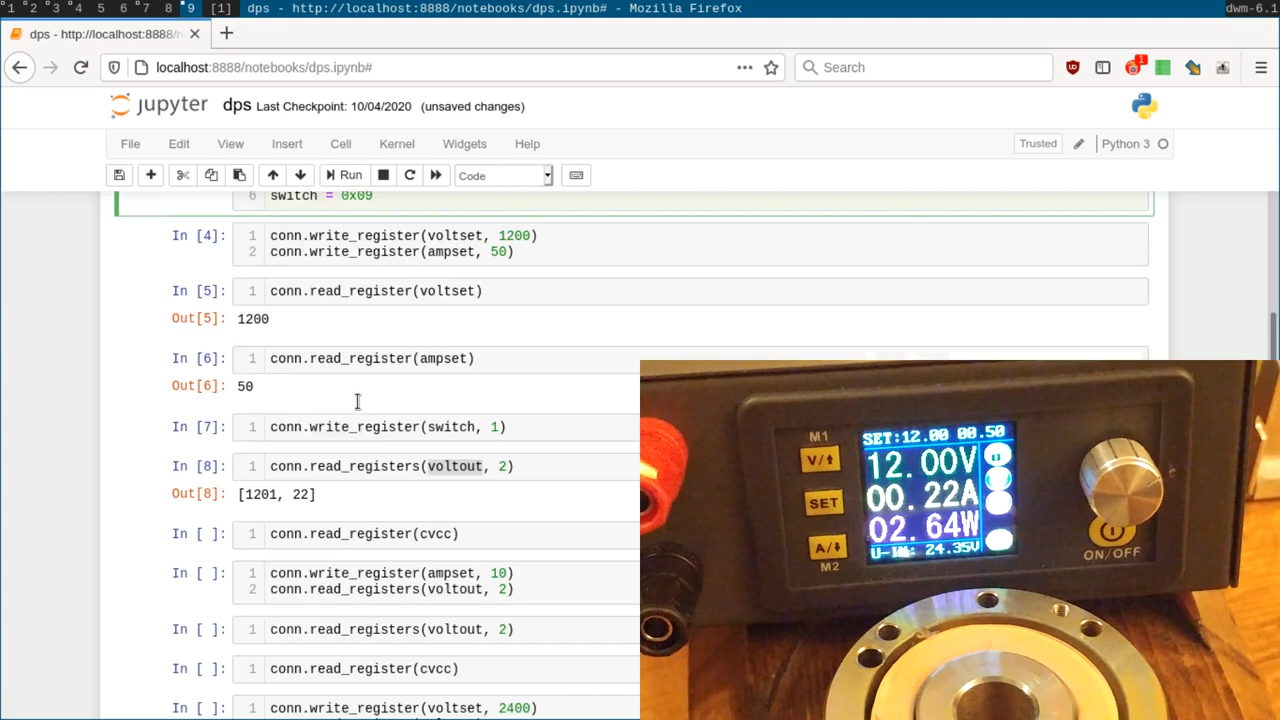 1 2 3 4 5 6 7 8 9 [1] dps - http://localhost:8888/notebooks/dps.ipynb# - Mozilla Firefox dwm-6.1
dps - http://localhost:8888/n
localhost:8888/notebooks/dps.ipynb# Search 1
jupyter dps Last Checkpoint: 10/04/2020 (unsaved changes)
File Edit View Insert Cell Kernel Widgets Help Trusted Python 3
Run Code
6 switch = 0x09
In [4]: 1 conn.write_register(voltset, 1200)
2 conn.write_register(ampset, 50)
In [5]: 1 conn.read_register(voltset)
Out[5]: 1200
In [6]: 1 conn.read_register(ampset)
Out[6]: 50
In [7]: 1 conn.write_register(switch, 1)
In [8]: 1 conn.read_registers(voltout, 2)
Out[8]: [1201, 22]
In [ ]: 1 conn.read_register(cvcc)
In [ ]: 1 conn.write_register(ampset, 10)
2 conn.read_registers(voltout, 2)
In [ ]: 1 conn.read_registers(voltout, 2)
In [ ]: 1 conn.read_register(cvcc)
In [ ]: 1 conn.write_register(voltset, 2400)
M1
V/⬆
SET
A/⬇
M2
SET:12.00 00.50
12.00V
00.22A
02.64W
U-IN: 24.35V
ON/OFF